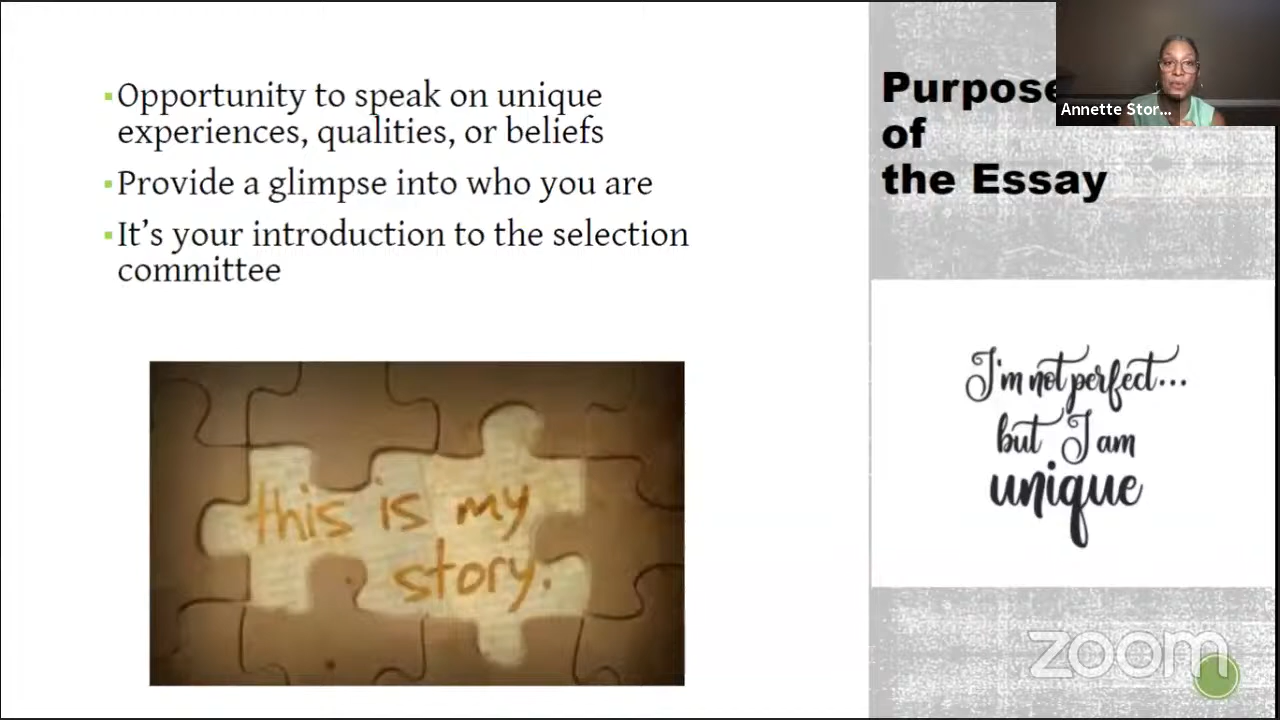 ▪Opportunity to speak on unique
experiences, qualities, or beliefs
▪Provide a glimpse into who you are
▪It’s your introduction to the selection
committee
this is my
story.
Purpose
of
the Essay
Annette Stor...
I'm not perfect...
but I am
unique
zoom